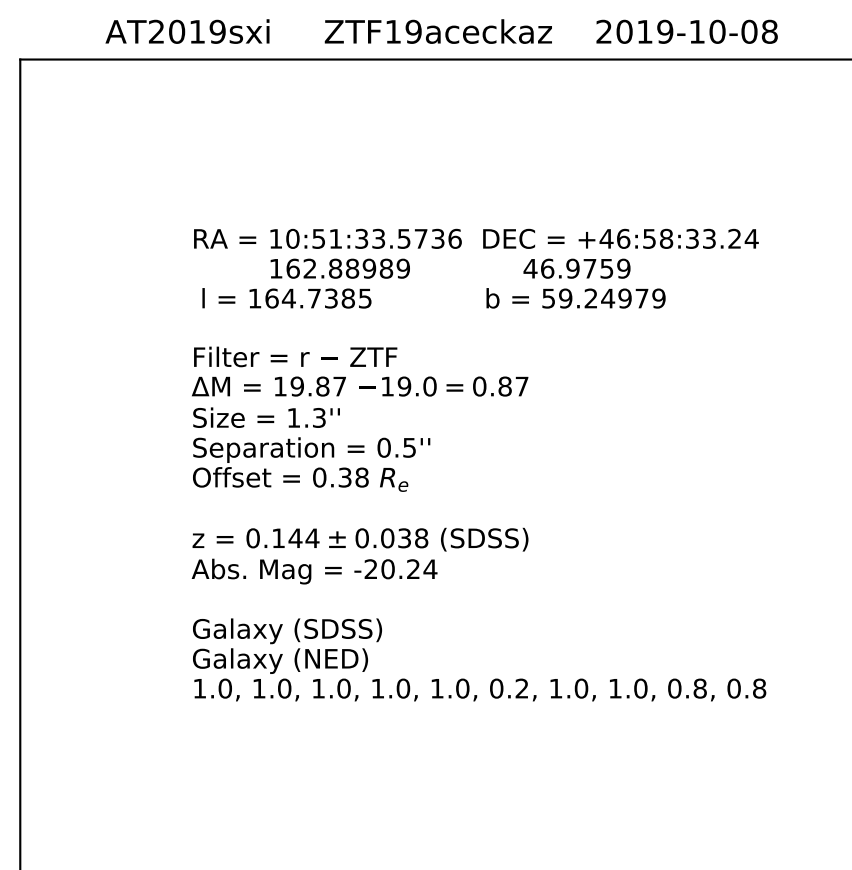 AT2019sxi ZTF19aceckaz 2019-10-08
RA = 10:51:33.5736 DEC = +46:58:33.24
162.88989 46.9759
l = 164.7385 b = 59.24979
Filter = r − ZTF
ΔM = 19.87 −19.0 = 0.87
Size = 1.3''
Separation = 0.5''
Offset = 0.38 Rₑ
z = 0.144 ± 0.038 (SDSS)
Abs. Mag = -20.24
Galaxy (SDSS)
Galaxy (NED)
1.0, 1.0, 1.0, 1.0, 1.0, 0.2, 1.0, 1.0, 0.8, 0.8